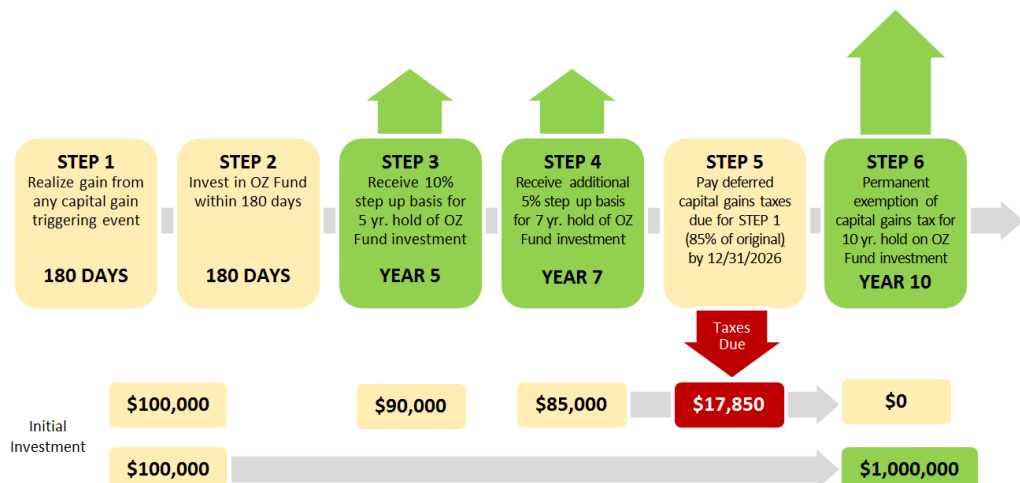 STEP 1
Realize gain from
any capital gain
triggering event
180 DAYS
STEP 2
Invest in OZ Fund
within 180 days
180 DAYS
STEP 3
Receive 10%
step up basis for
5 yr. hold of OZ
Fund investment
YEAR 5
STEP 4
Receive additional
5% step up basis
for 7 yr. hold of OZ
Fund investment
YEAR 7
STEP 5
Pay deferred
capital gains taxes
due for STEP 1
(85% of original)
by 12/31/2026
STEP 6
Permanent
exemption of
capital gains tax for
10 yr. hold on OZ
Fund investment
YEAR 10
Taxes
Due
Initial
Investment
$100,000
$90,000
$85,000
$17,850
$0
$100,000
$1,000,000